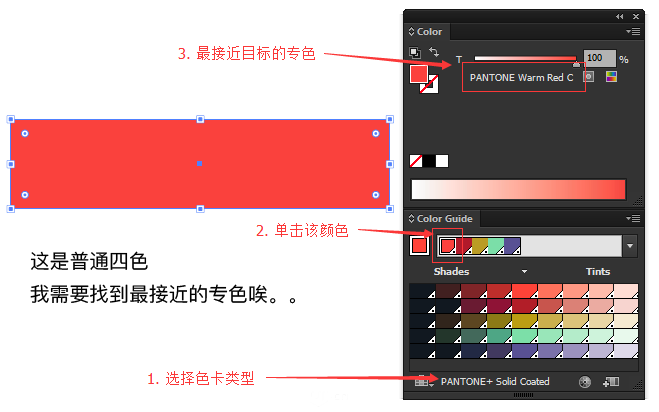 Color
3. 最接近目标的专色
T
100
%
PANTONE Warm Red C
Color Guide
2. 单击该颜色
Shades
Tints
这是普通四色
我需要找到最接近的专色唉。。
1. 选择色卡类型
PANTONE+ Solid Coated